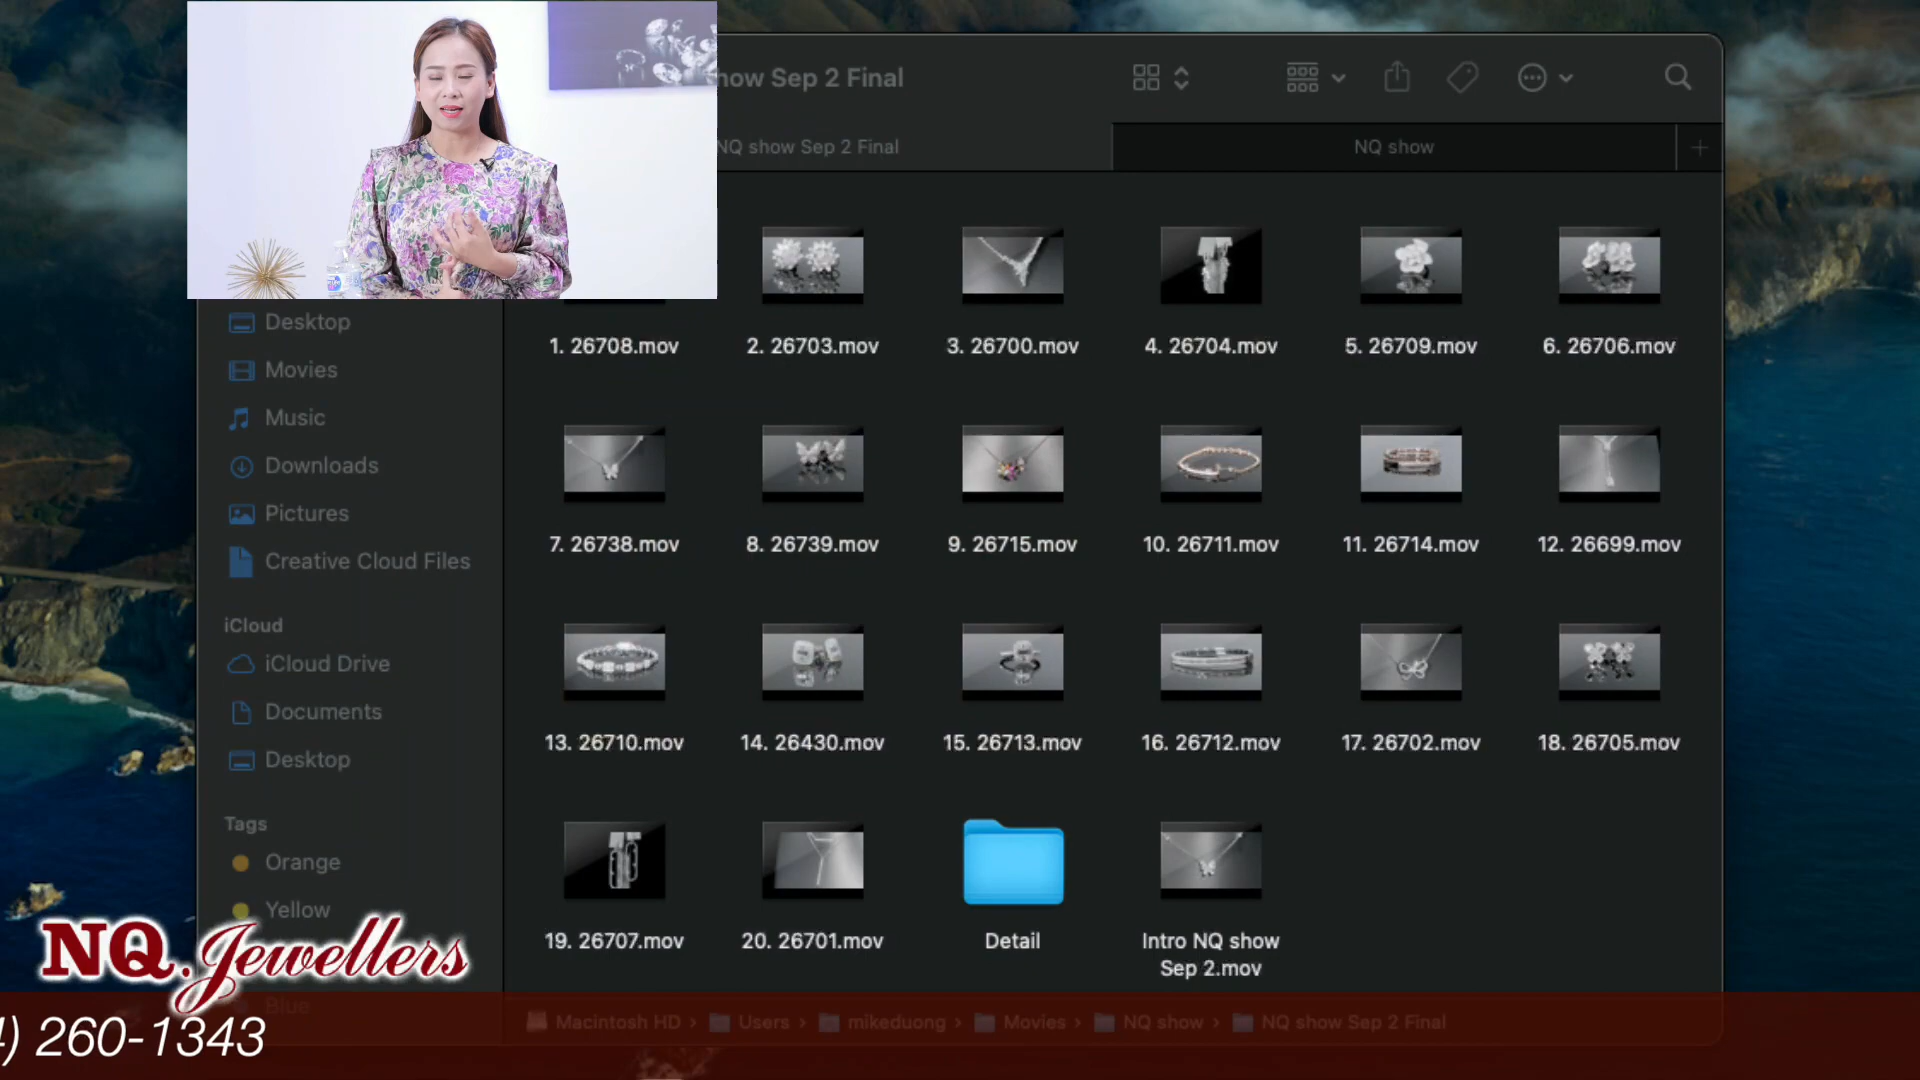 how Sep 2 Final
NQ show Sep 2 Final
NQ show
1. 26708.mov
2. 26703.mov
3. 26700.mov
4. 26704.mov
5. 26709.mov
6. 26706.mov
Desktop
Movies
Music
Downloads
Pictures
Creative Cloud Files
7. 26738.mov
8. 26739.mov
9. 26715.mov
10. 26711.mov
11. 26714.mov
12. 26699.mov
iCloud
iCloud Drive
Documents
Desktop
13. 26710.mov
14. 26430.mov
15. 26713.mov
16. 26712.mov
17. 26702.mov
18. 26705.mov
Tags
Orange
Yellow
Blue
19. 26707.mov
20. 26701.mov
Detail
Intro NQ show
Sep 2.mov
NQ.Jewellers
4) 260-1343
Macintosh HD › Users › mikeduong › Movies › NQ show › NQ show Sep 2 Final